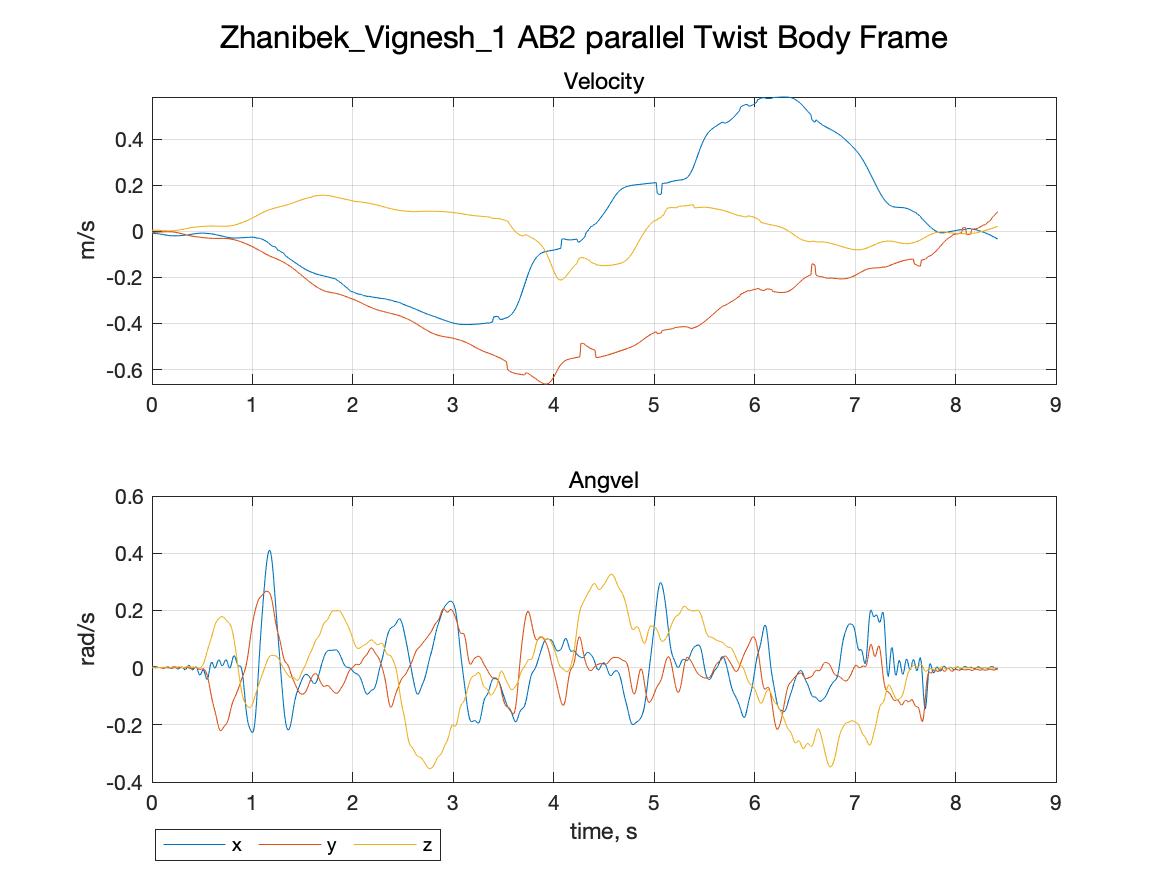 Zhanibek_Vignesh_1 AB2 parallel Twist Body Frame
Velocity
0.4
0.2
0
-0.2
-0.4
-0.6
m/s
0 1 2 3 4 5 6 7 8 9
Angvel
0.6
0.4
0.2
0
-0.2
-0.4
rad/s
0 1 2 3 4 5 6 7 8 9
time, s
x y z